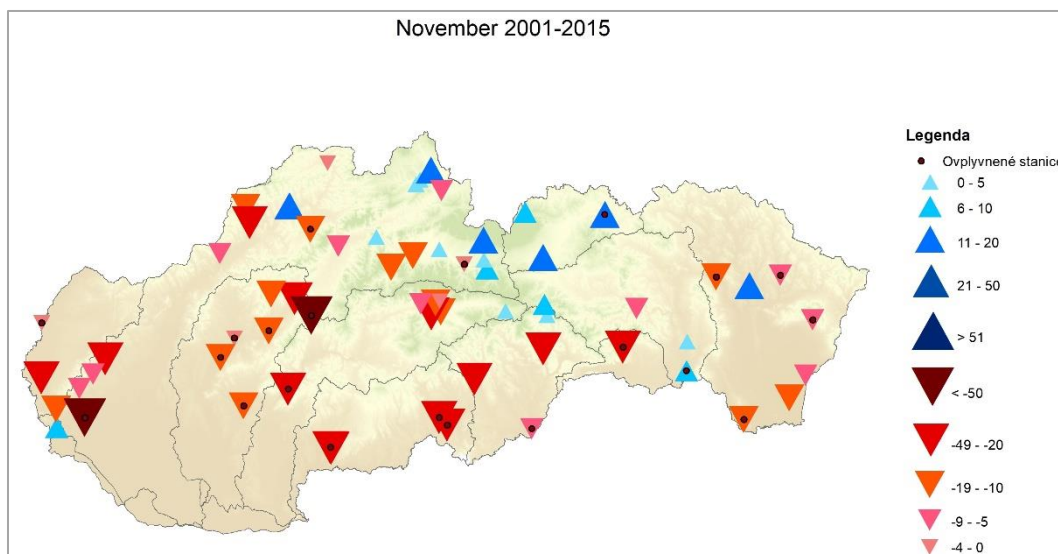 November 2001-2015
Legenda
Ovplyvnené stanice
0 - 5
6 - 10
11 - 20
21 - 50
> 51
< -50
-49 - -20
-19 - -10
-9 - -5
-4 - 0